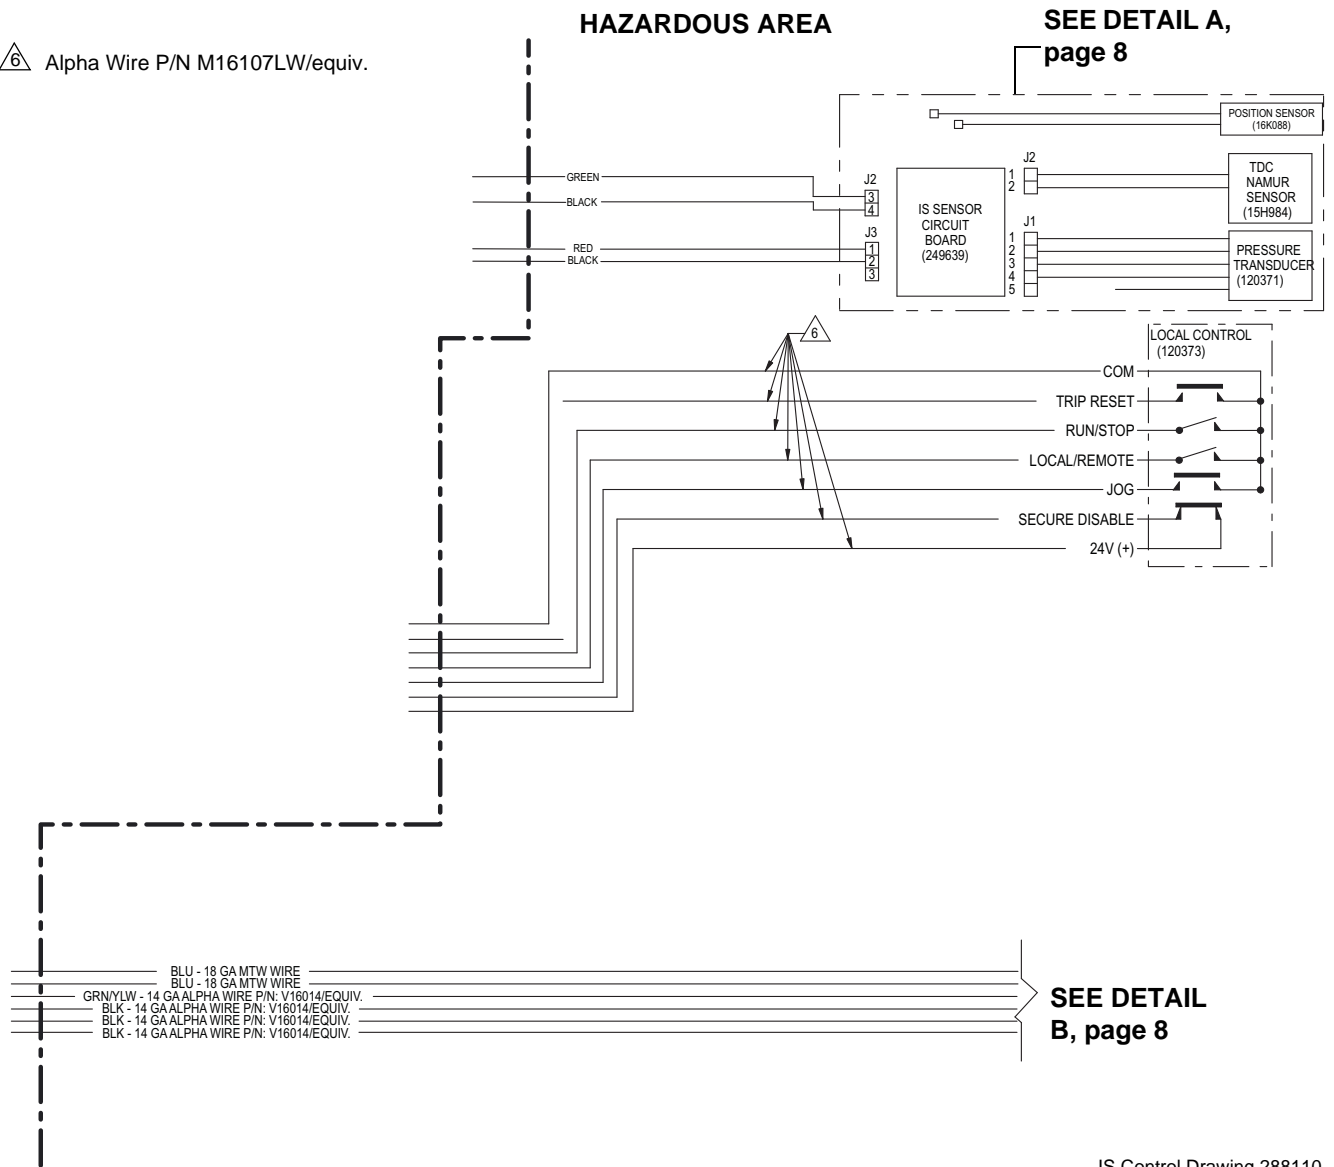 HAZARDOUS AREA
SEE DETAIL A,
page 8
6 Alpha Wire P/N M16107LW/equiv.
POSITION SENSOR
(16K088)
GREEN
BLACK
RED
BLACK
J2
3
4
J3
1
2
3
IS SENSOR
CIRCUIT
BOARD
(249639)
J2
1
2
J1
1
2
3
4
5
TDC
NAMUR
SENSOR
(15H984)
PRESSURE
TRANSDUCER
(120371)
6
LOCAL CONTROL
(120373)
COM
TRIP RESET
RUN/STOP
LOCAL/REMOTE
JOG
SECURE DISABLE
24V (+)
BLU - 18 GA MTW WIRE
BLU - 18 GA MTW WIRE
GRN/YLW - 14 GA ALPHA WIRE P/N: V16014/EQUIV.
BLK - 14 GA ALPHA WIRE P/N: V16014/EQUIV.
BLK - 14 GA ALPHA WIRE P/N: V16014/EQUIV.
BLK - 14 GA ALPHA WIRE P/N: V16014/EQUIV.
SEE DETAIL
B, page 8
IS Control Drawing 288110